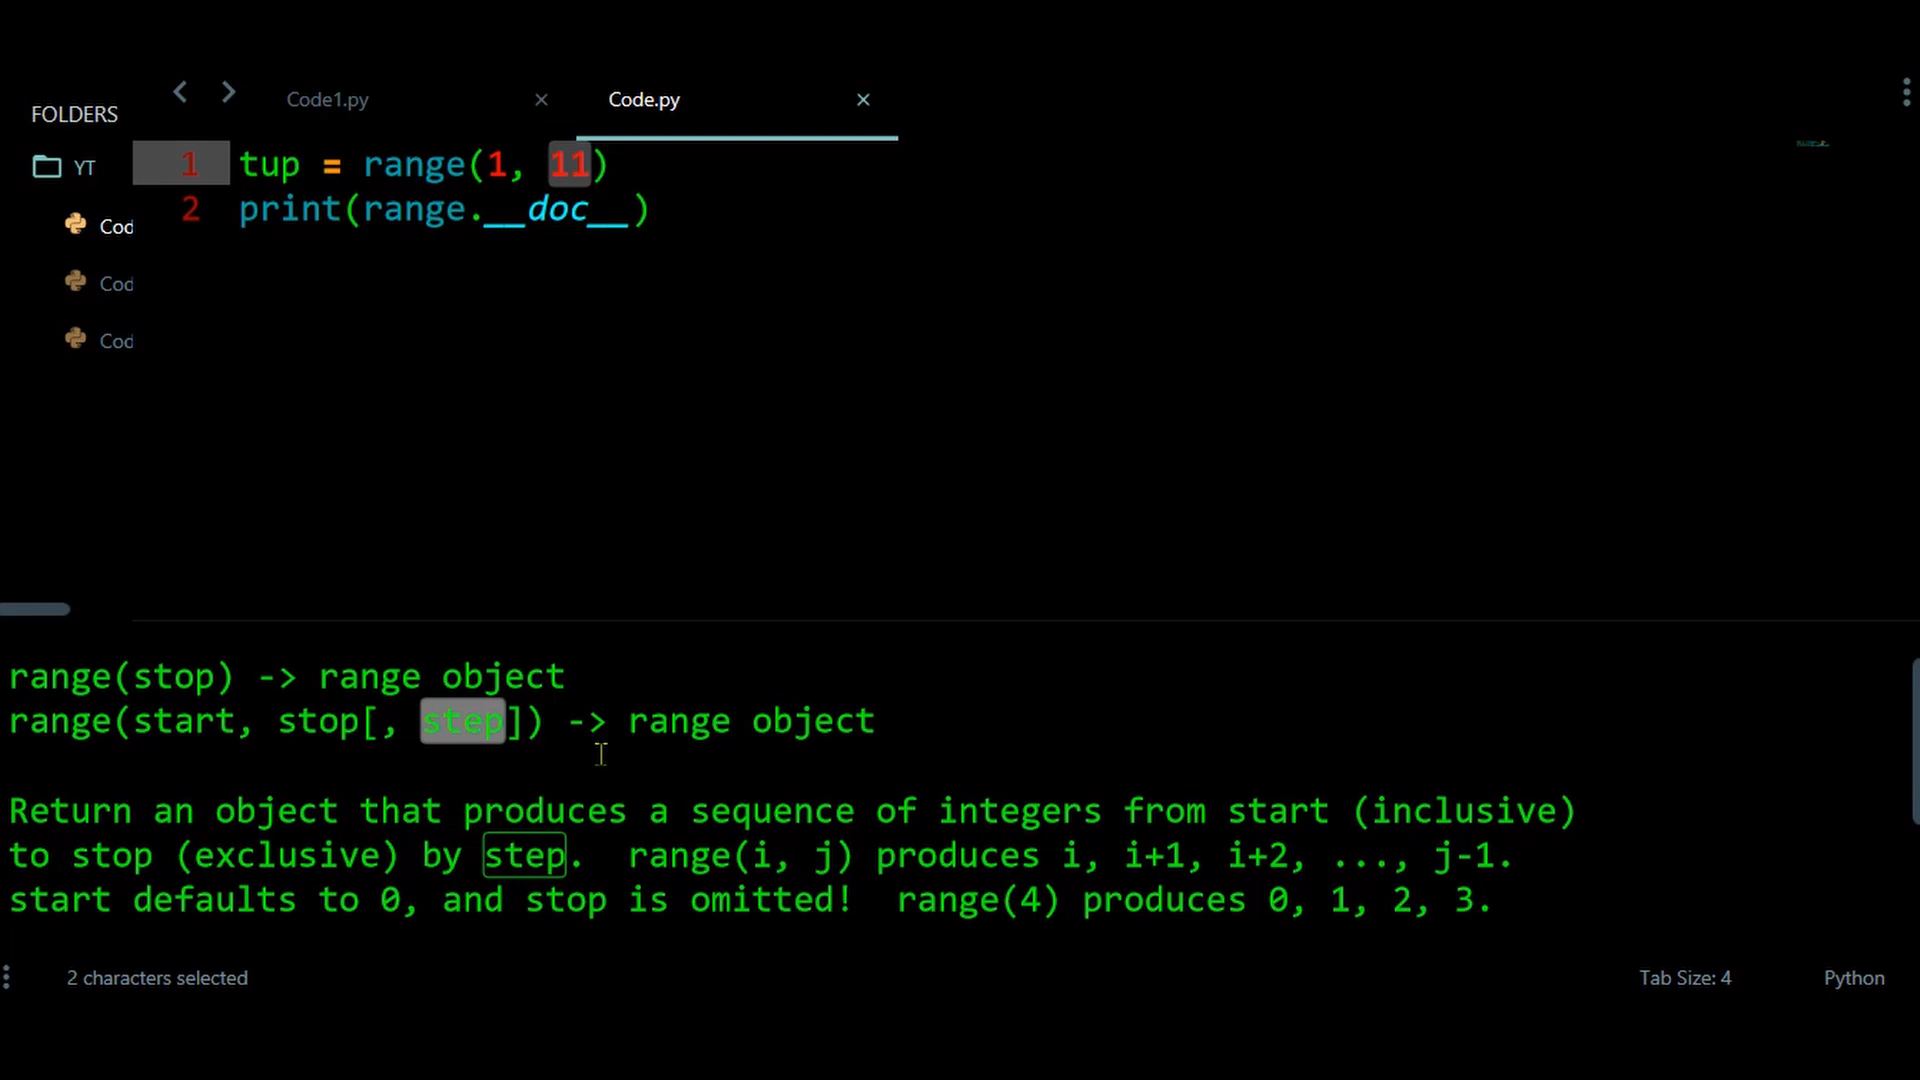 FOLDERS
YT
Cod
Cod
Cod
Code1.py
Code.py
1 tup = range(1, 11)
2 print(range.__doc__)
range(stop) -> range object
range(start, stop[, step]) -> range object
Return an object that produces a sequence of integers from start (inclusive)
to stop (exclusive) by step.  range(i, j) produces i, i+1, i+2, ..., j-1.
start defaults to 0, and stop is omitted!  range(4) produces 0, 1, 2, 3.
2 characters selected
Tab Size: 4
Python